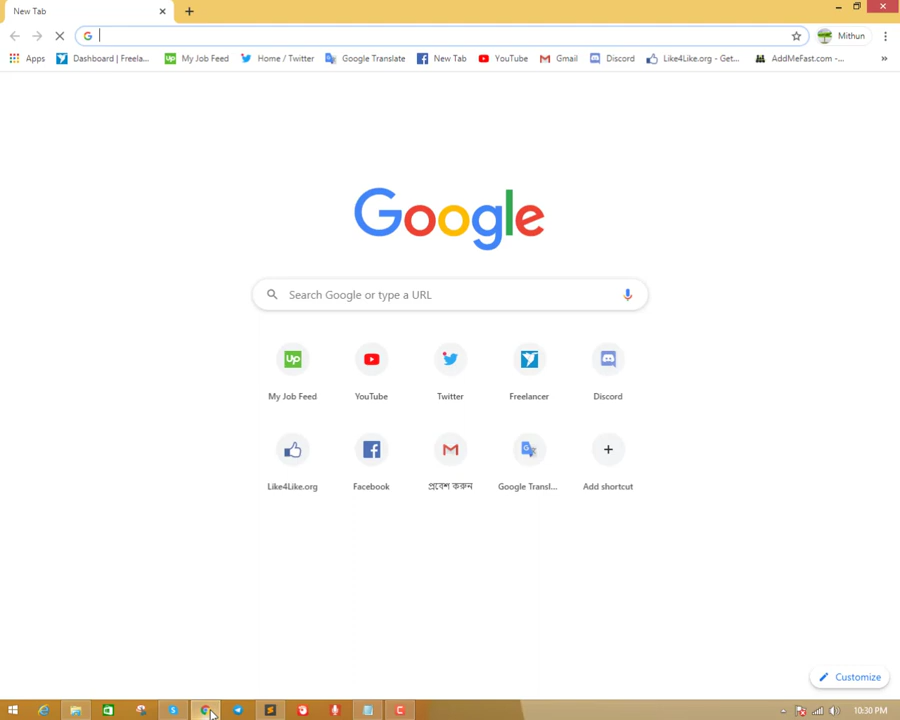 New Tab
Mithun
Apps Dashboard | Freela... My Job Feed Home / Twitter Google Translate New Tab YouTube Gmail Discord Like4Like.org - Get... AddMeFast.com -... »
Google
Search Google or type a URL
Up
My Job Feed YouTube Twitter Freelancer Discord
Like4Like.org Facebook প্রবেশ করুন Google Transl... Add shortcut
Customize
10:30 PM